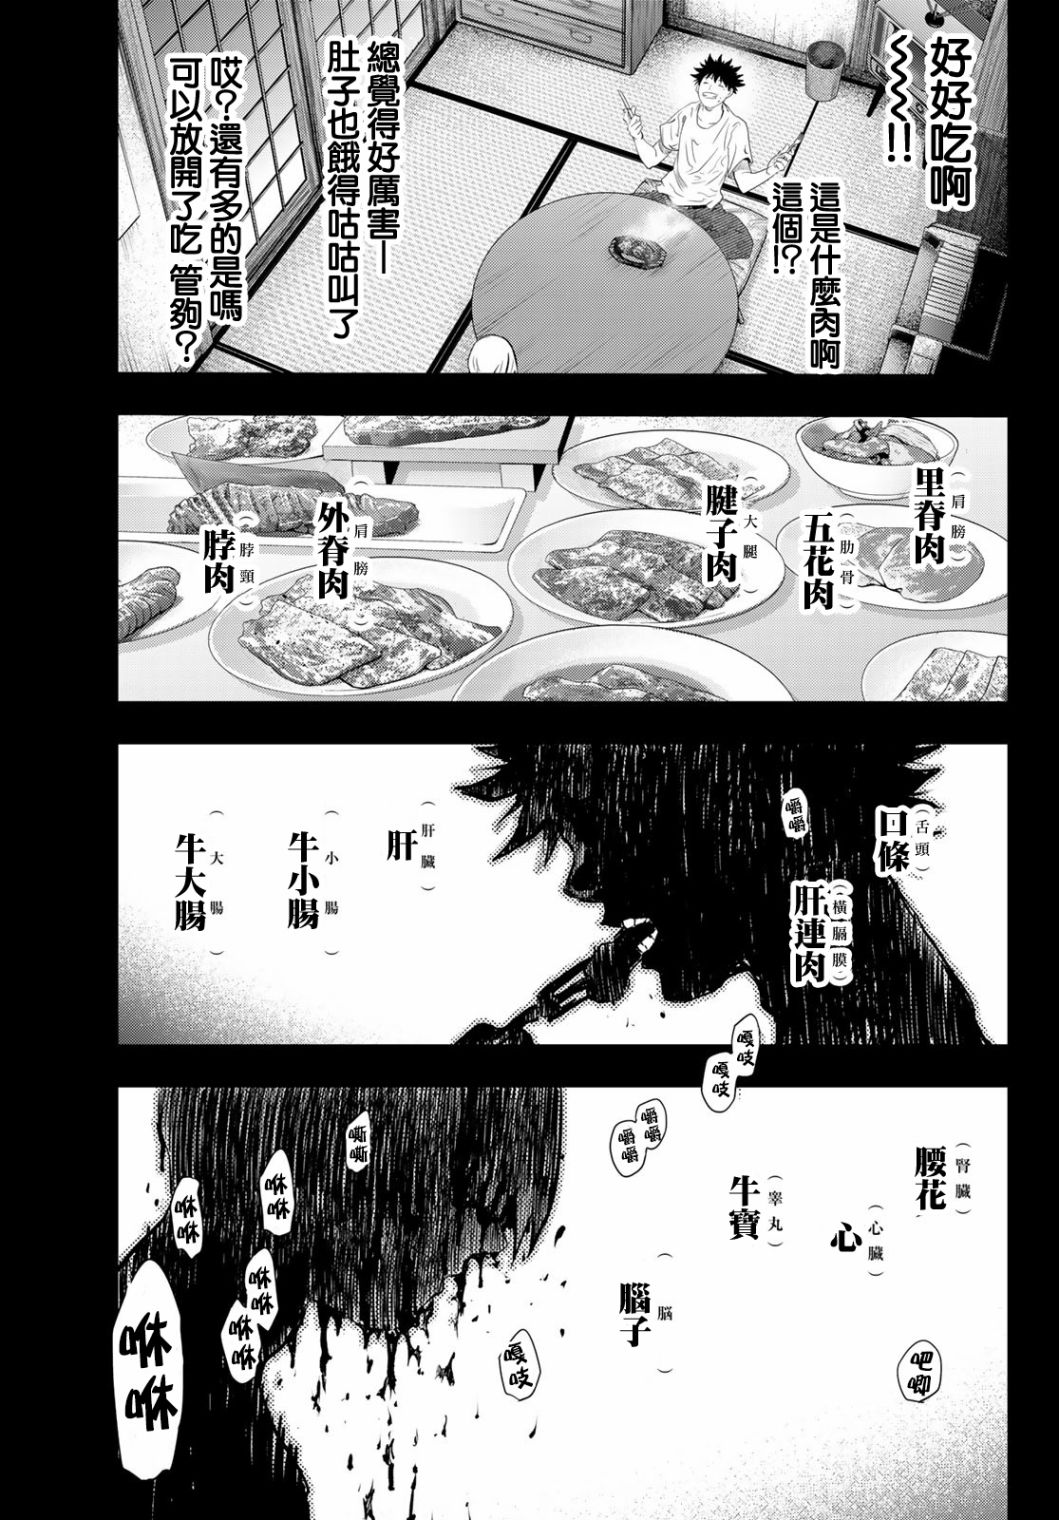 好好吃啊
~~~~!!
這是什麼肉啊
這個!?
總覺得好厲害—
肚子也餓得咕咕叫了
哎？還有多的是嗎
可以放開了吃 管夠？
里脊肉
（肩膀）
五花肉
（肋骨）
腱子肉
（大腿）
外脊肉
（肩膀）
脖肉
（脖頸）
口條
（舌頭）
嚼嚼
肝連肉
（橫膈膜）
肝
（肝臟）
牛小腸
（小腸）
牛大腸
（大腸）
嘎吱
嘎吱
腰花
（腎臟）
心
（心臟）
牛寶
（睾丸）
嚼嚼
嚼嚼
腦子
（脳）
吧唧
嘎吱
嘶嘶
咻咻
咻咻
咻咻
咻咻
咻咻